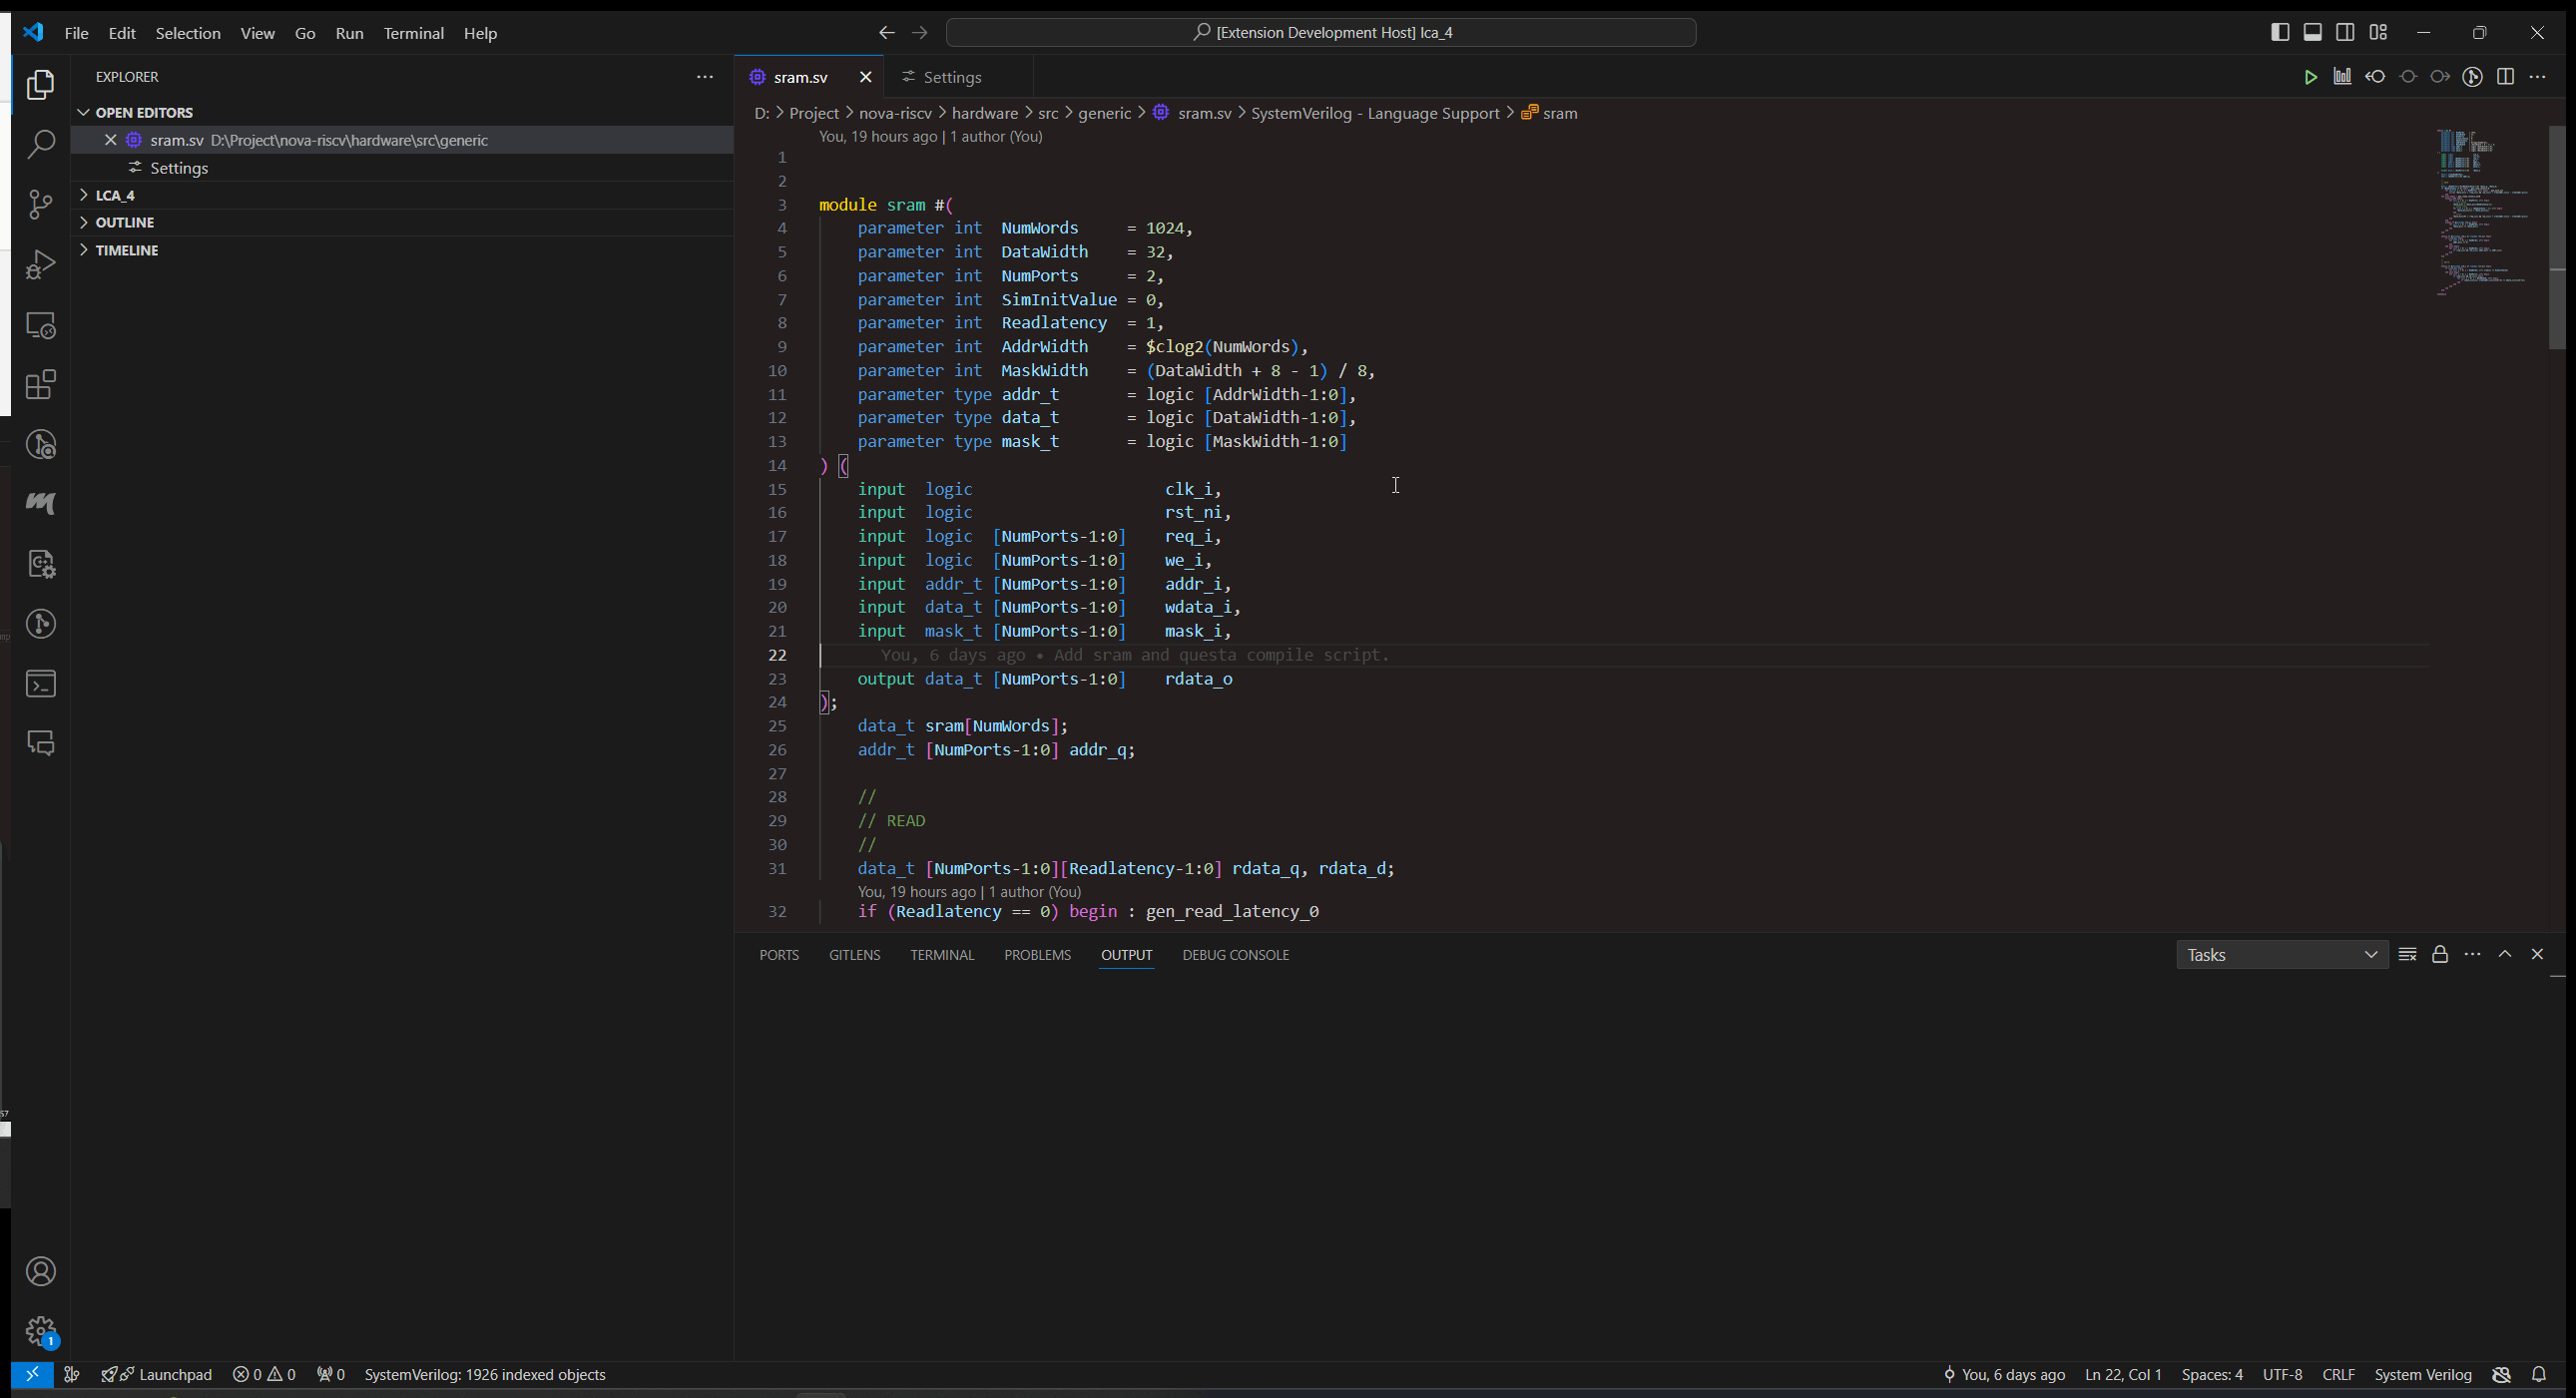 File Edit Selection View Go Run Terminal Help
[Extension Development Host] lca_4
EXPLORER
OPEN EDITORS
sram.sv D:\Project\nova-riscv\hardware\src\generic
Settings
LCA_4
OUTLINE
TIMELINE
sram.sv Settings
D: > Project > nova-riscv > hardware > src > generic > sram.sv > SystemVerilog - Language Support > sram
You, 19 hours ago | 1 author (You)
1
2
3 module sram #(
4 parameter int NumWords = 1024,
5 parameter int DataWidth = 32,
6 parameter int NumPorts = 2,
7 parameter int SimInitValue = 0,
8 parameter int Readlatency = 1,
9 parameter int AddrWidth = $clog2(NumWords),
10 parameter int MaskWidth = (DataWidth + 8 - 1) / 8,
11 parameter type addr_t = logic [AddrWidth-1:0],
12 parameter type data_t = logic [DataWidth-1:0],
13 parameter type mask_t = logic [MaskWidth-1:0]
14 ) (
15 input logic clk_i,
16 input logic rst_ni,
17 input logic [NumPorts-1:0] req_i,
18 input logic [NumPorts-1:0] we_i,
19 input addr_t [NumPorts-1:0] addr_i,
20 input data_t [NumPorts-1:0] wdata_i,
21 input mask_t [NumPorts-1:0] mask_i,
22 You, 6 days ago • Add sram and questa compile script.
23 output data_t [NumPorts-1:0] rdata_o
24 );
25 data_t sram[NumWords];
26 addr_t [NumPorts-1:0] addr_q;
27
28 //
29 // READ
30 //
31 data_t [NumPorts-1:0][Readlatency-1:0] rdata_q, rdata_d;
You, 19 hours ago | 1 author (You)
32 if (Readlatency == 0) begin : gen_read_latency_0
PORTS GITLENS TERMINAL PROBLEMS OUTPUT DEBUG CONSOLE
Tasks
57
1
Launchpad 0 0 0 SystemVerilog: 1926 indexed objects
You, 6 days ago Ln 22, Col 1 Spaces: 4 UTF-8 CRLF System Verilog